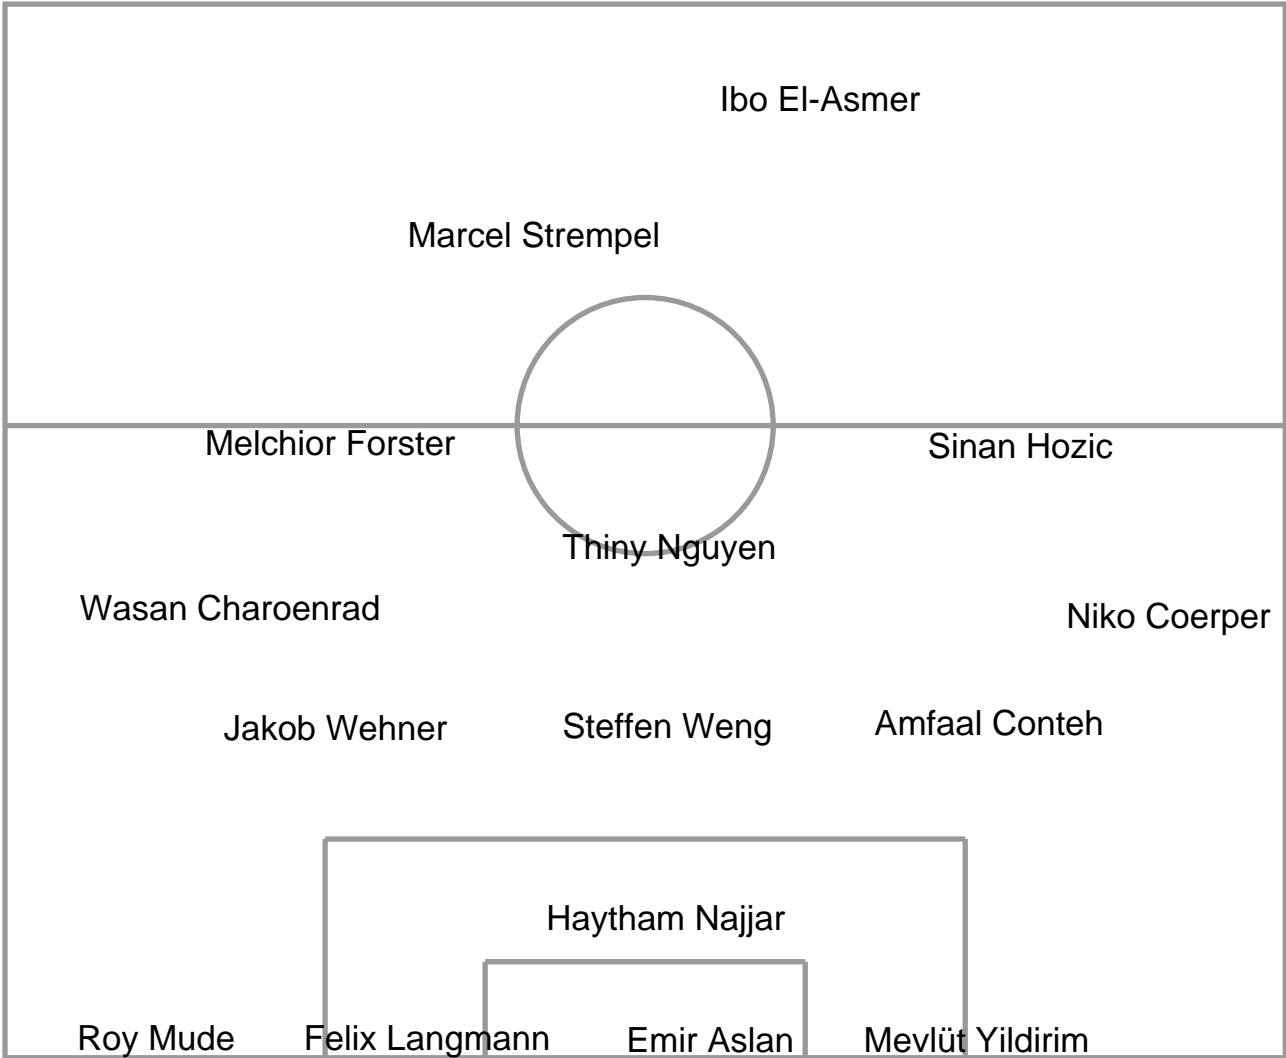 Ibo El-Asmer
Marcel Strempel
Melchior Forster
Sinan Hozic
Thiny Nguyen
Wasan Charoenrad
Niko Coerper
Jakob Wehner
Steffen Weng
Amfaal Conteh
Haytham Najjar
Roy Mude
Felix Langmann
Emir Aslan
Mevlüt Yildirim